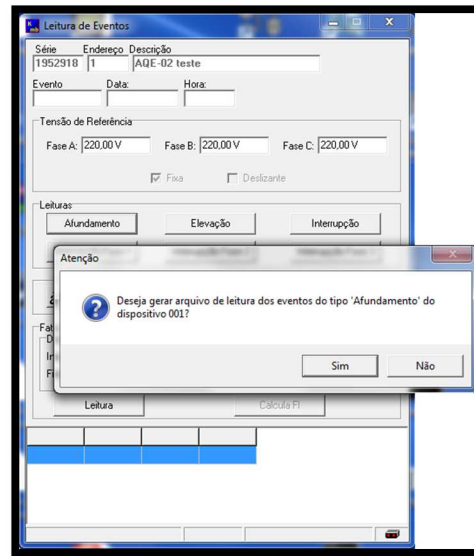 Leitura de Eventos
Série Endereço Descrição
1952918 1 AQE-02 teste
Evento Data: Hora:
Tensão de Referência
Fase A: 220,00 V Fase B: 220,00 V Fase C: 220,00 V
Fixa Deslizante
Leituras
Afundamento Elevação Interrupção
Atenção
Deseja gerar arquivo de leitura dos eventos do tipo 'Afundamento' do
dispositivo 001?
Sim Não
Leitura Calcula FI